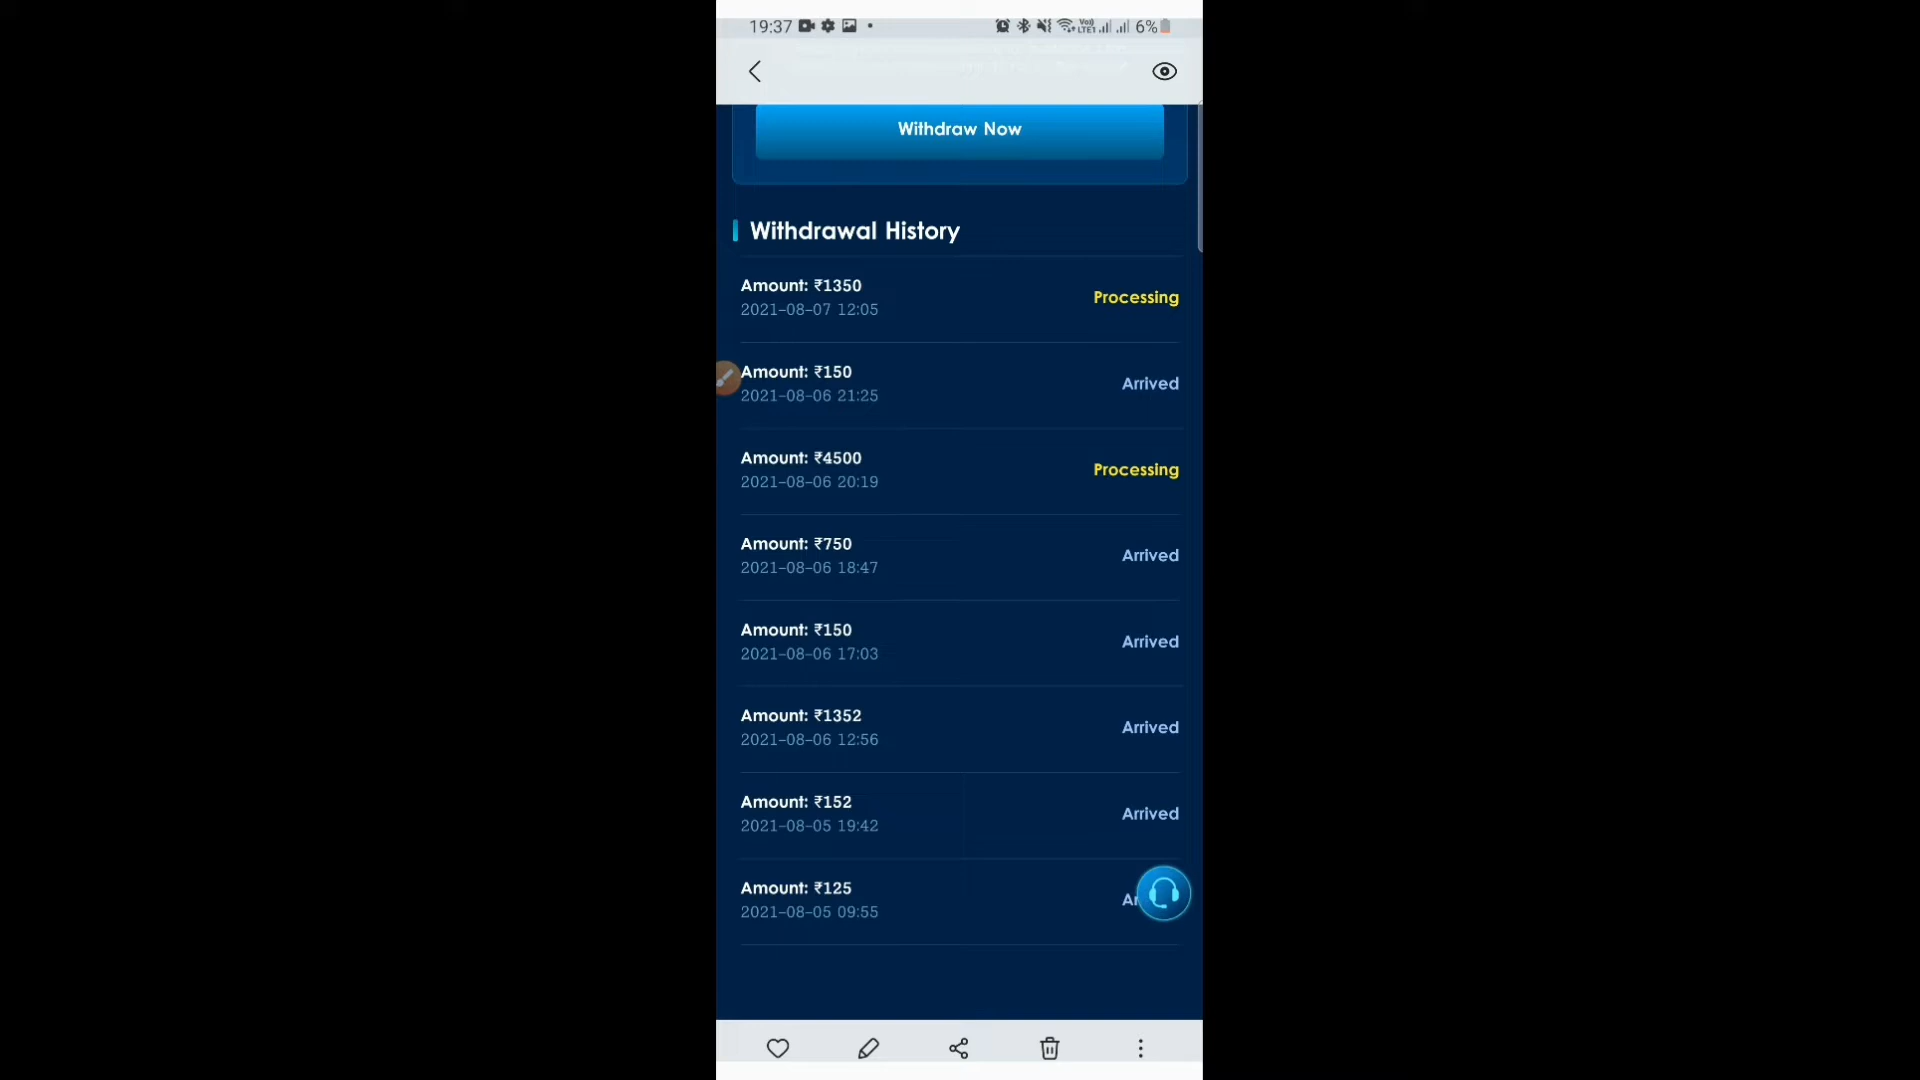 19:37 6%
Withdraw Now
Withdrawal History
Amount: ₹1350
Processing
2021-08-07 12:05
Amount: ₹150
Arrived
2021-08-06 21:25
Amount: ₹4500
Processing
2021-08-06 20:19
Amount: ₹750
Arrived
2021-08-06 18:47
Amount: ₹150
Arrived
2021-08-06 17:03
Amount: ₹1352
Arrived
2021-08-06 12:56
Amount: ₹152
Arrived
2021-08-05 19:42
Amount: ₹125
2021-08-05 09:55